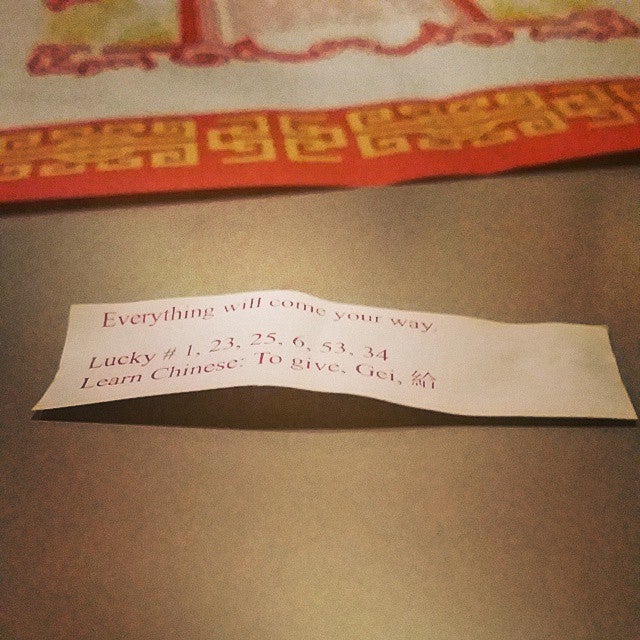 Everything will come your way.
Lucky # 1, 23, 25, 6, 53, 34
Learn Chinese: To give, Gei, 給